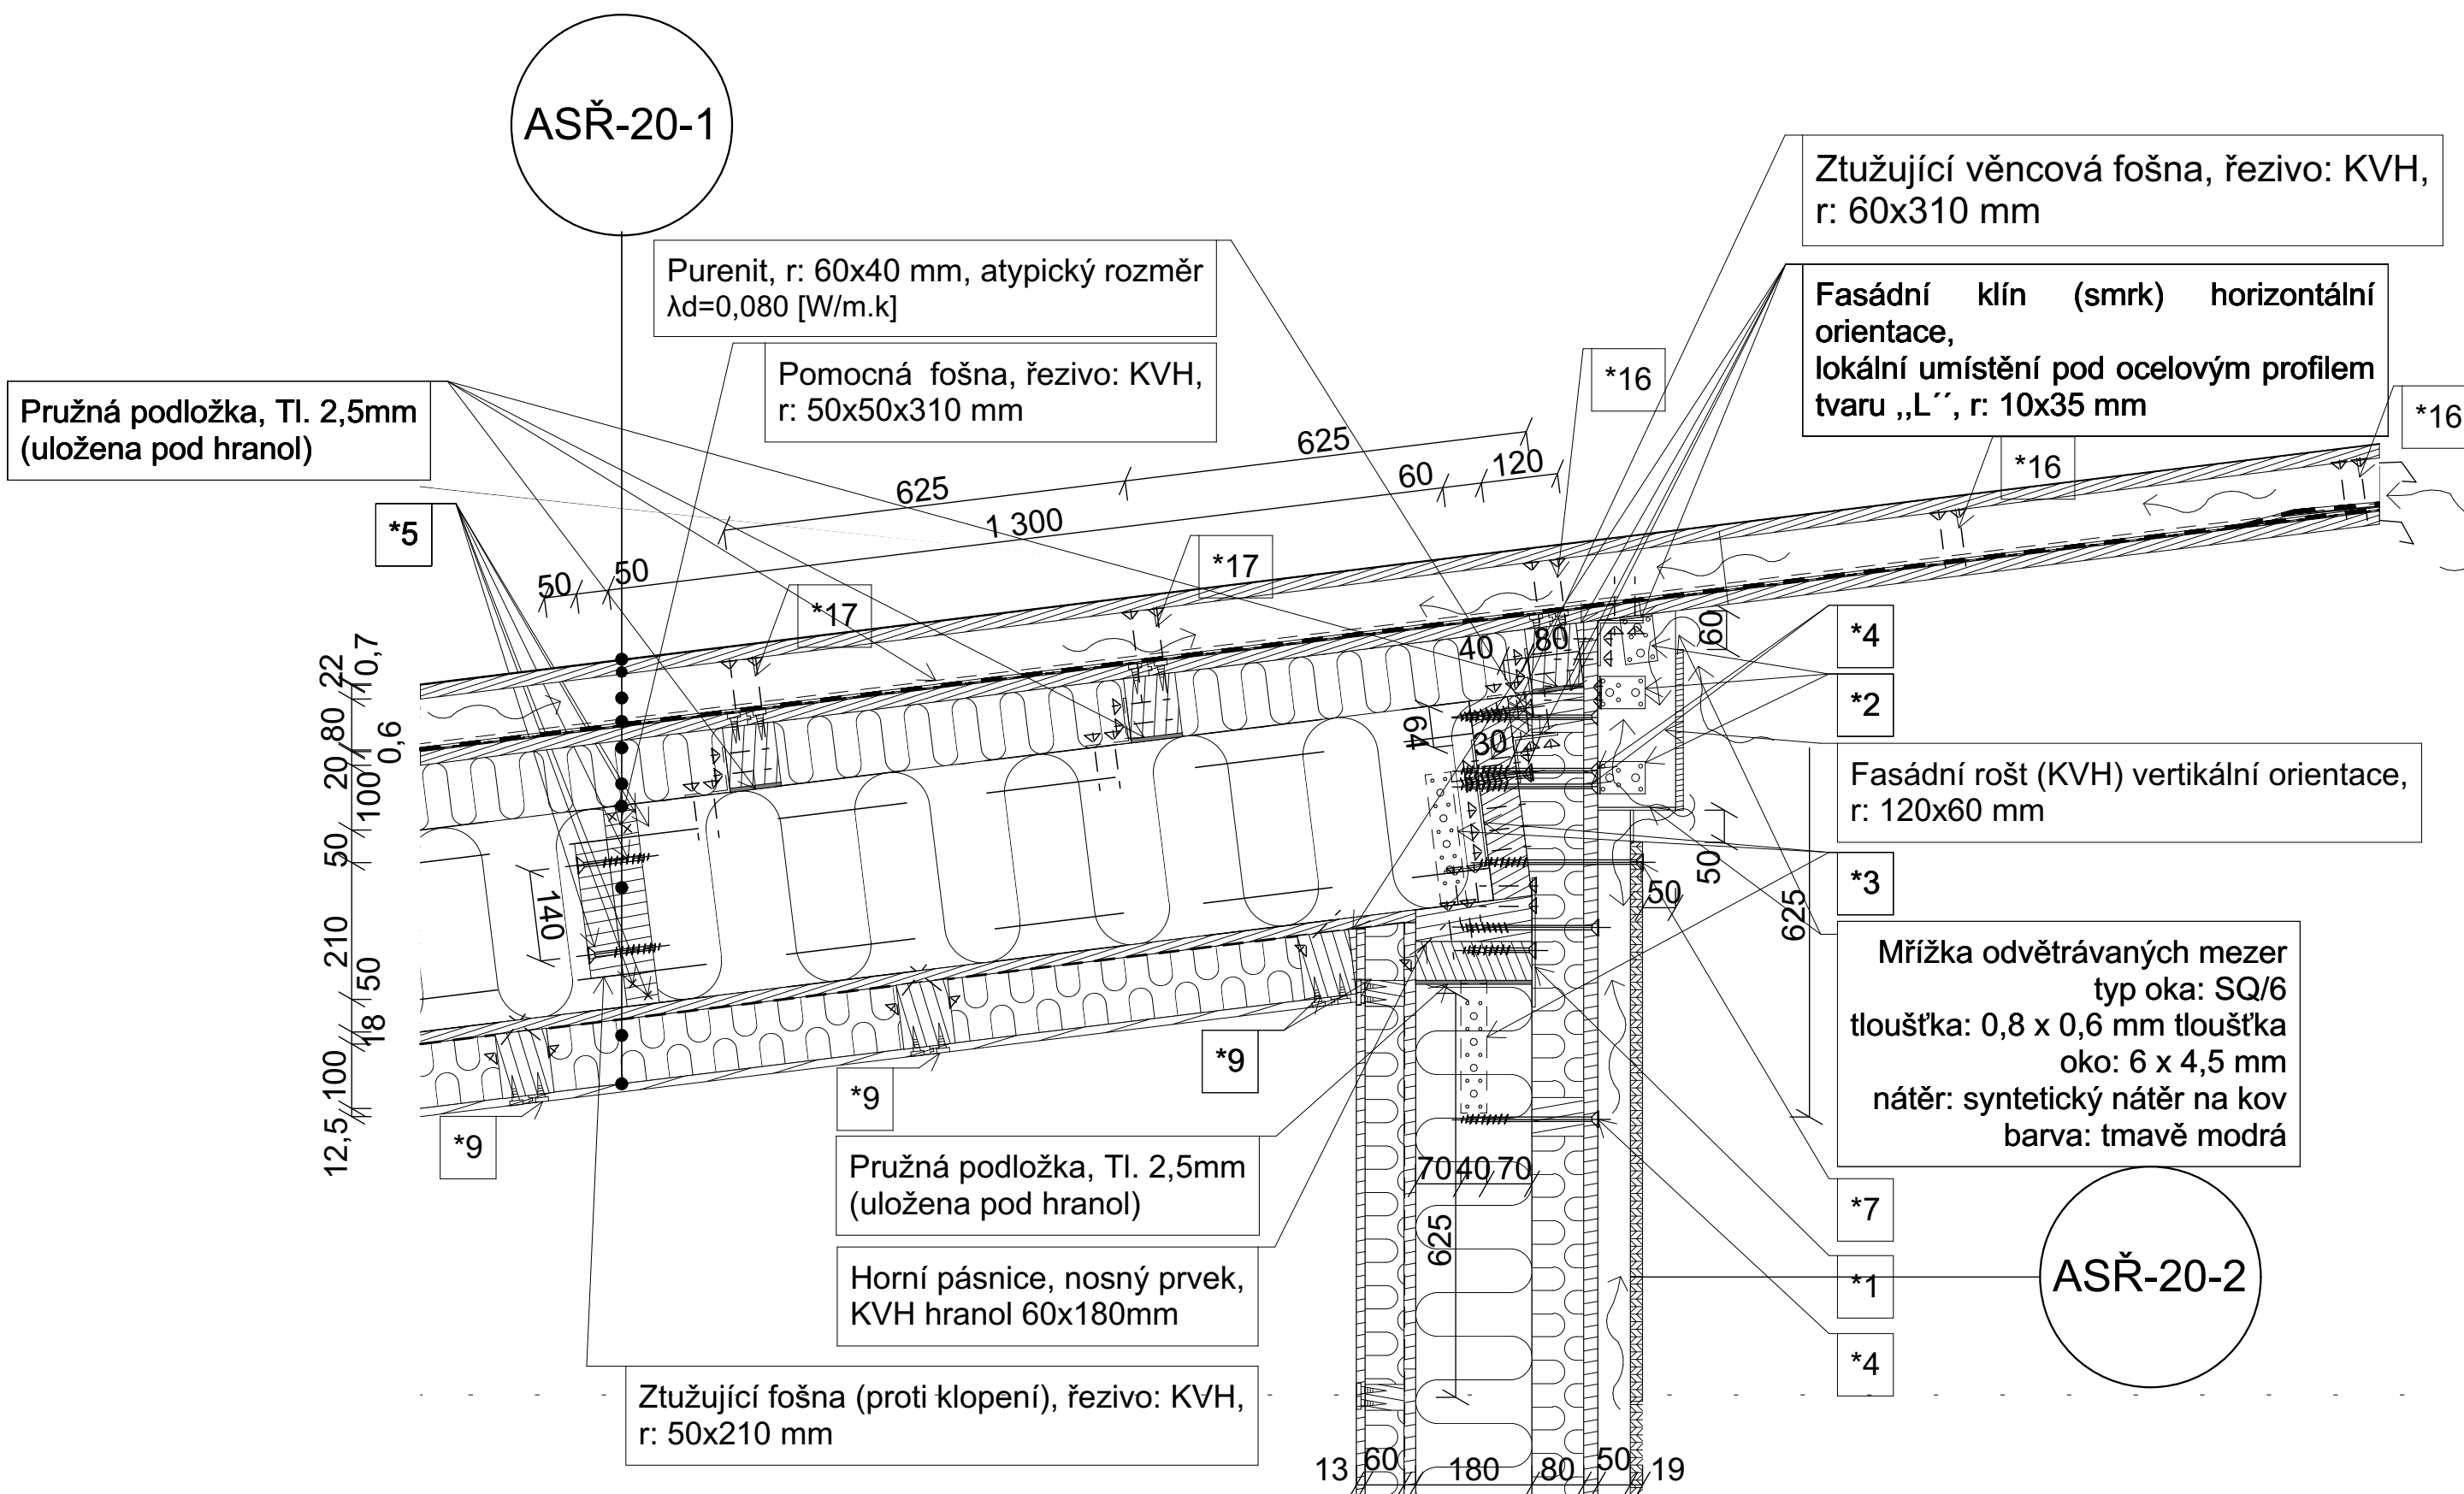 ASŘ-20-1
Ztužující věncová fošna, řezivo: KVH,
r: 60x310 mm
Purenit, r: 60x40 mm, atypický rozměr
λd=0,080 [W/m.k]
Fasádní klín (smrk) horizontální
orientace,
lokální umístění pod ocelovým profilem
tvaru ,,L´´, r: 10x35 mm
Pomocná fošna, řezivo: KVH,
r: 50x50x310 mm
*16
*16
*16
Pružná podložka, Tl. 2,5mm
(uložena pod hranol)
*5
625
625
60
120
1 300
50
50
*17
*17
22
0,7
80
0,6
20
100
50
210
50
18
100
12,5
140
40
80
60
64
30
*4
*2
Fasádní rošt (KVH) vertikální orientace,
r: 120x60 mm
*3
50
50
625
Mřížka odvětrávaných mezer
typ oka: SQ/6
tloušťka: 0,8 x 0,6 mm tloušťka
oko: 6 x 4,5 mm
nátěr: syntetický nátěr na kov
barva: tmavě modrá
*9
*9
*9
Pružná podložka, Tl. 2,5mm
(uložena pod hranol)
70
40
70
625
*7
*1
*4
ASŘ-20-2
Horní pásnice, nosný prvek,
KVH hranol 60x180mm
Ztužující fošna (proti klopení), řezivo: KVH,
r: 50x210 mm
13
60
180
80
50
19